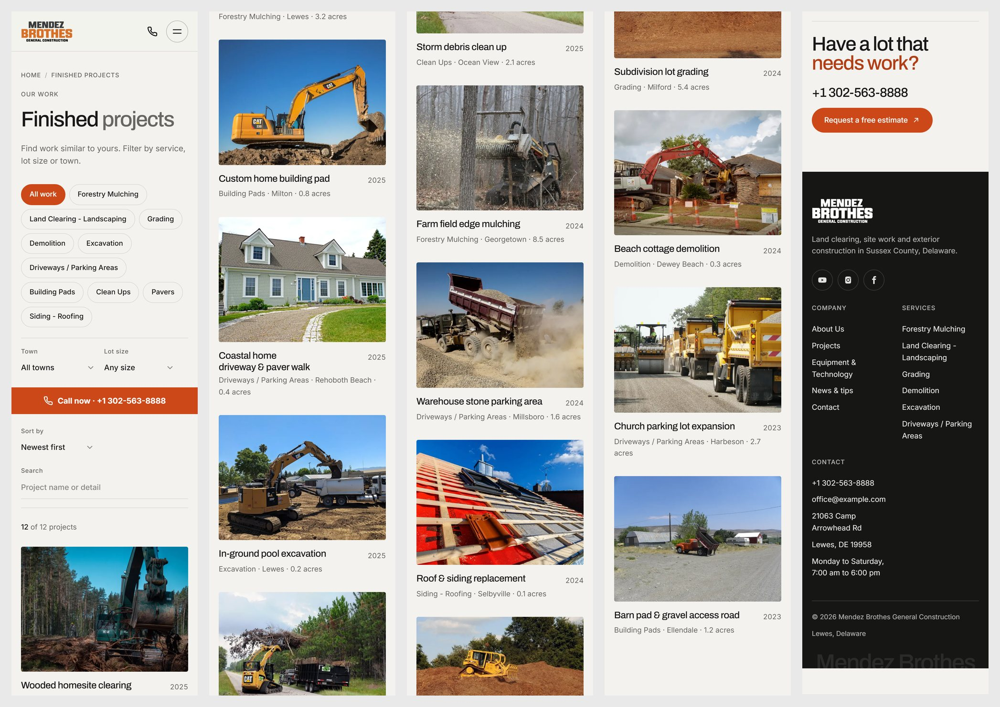 MENDEZ
BROTHES
GENERAL CONSTRUCTION
HOME / FINISHED PROJECTS
OUR WORK
Finished projects
Find work similar to yours. Filter by service,
lot size or town.
All work
Forestry Mulching
Land Clearing - Landscaping
Grading
Demolition
Excavation
Driveways / Parking Areas
Building Pads
Clean Ups
Pavers
Siding - Roofing
Town
Lot size
All towns
Any size
Call now · +1 302-563-8888
Sort by
Newest first
Search
Project name or detail
12 of 12 projects
Wooded homesite clearing
2025
Forestry Mulching · Lewes · 3.2 acres
CAT
CAT
330
Custom home building pad
2025
Building Pads · Milton · 0.8 acres
Coastal home
driveway & paver walk
2025
Driveways / Parking Areas · Rehoboth Beach ·
0.4 acres
CAT
In-ground pool excavation
2025
Excavation · Lewes · 0.2 acres
CAT
Storm debris clean up
2025
Clean Ups · Ocean View · 2.1 acres
Farm field edge mulching
2024
Forestry Mulching · Georgetown · 8.5 acres
Warehouse stone parking area
2024
Driveways / Parking Areas · Millsboro · 1.6 acres
Roof & siding replacement
2024
Siding - Roofing · Selbyville · 0.1 acres
Subdivision lot grading
2024
Grading · Milford · 5.4 acres
Beach cottage demolition
2024
Demolition · Dewey Beach · 0.3 acres
Church parking lot expansion
2023
Driveways / Parking Areas · Harbeson · 2.7
acres
Barn pad & gravel access road
2023
Building Pads · Ellendale · 1.2 acres
Have a lot that
needs work?
+1 302-563-8888
Request a free estimate
MENDEZ
BROTHES
GENERAL CONSTRUCTION
Land clearing, site work and exterior
construction in Sussex County, Delaware.
COMPANY
About Us
Projects
Equipment &
Technology
News & tips
Contact
SERVICES
Forestry Mulching
Land Clearing -
Landscaping
Grading
Demolition
Excavation
Driveways / Parking
Areas
CONTACT
+1 302-563-8888
office@example.com
21063 Camp
Arrowhead Rd
Lewes, DE 19958
Monday to Saturday,
7:00 am to 6:00 pm
© 2026 Mendez Brothes General Construction
Lewes, Delaware
Mendez Brothes